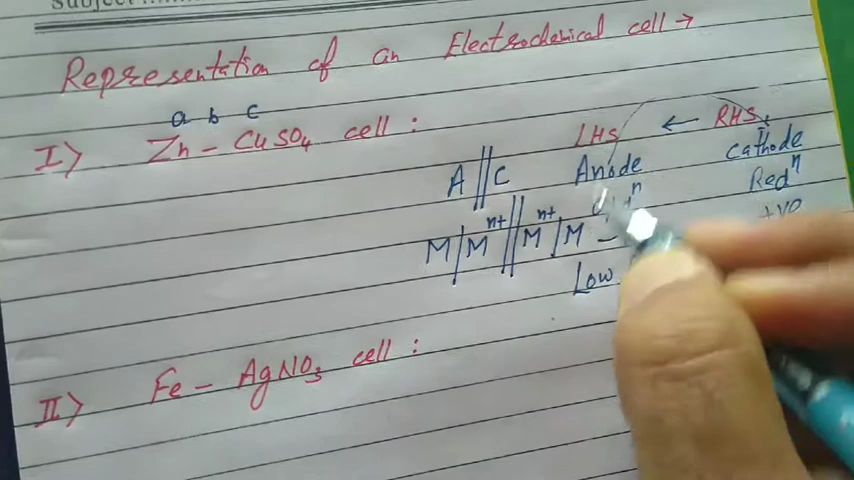 Subject
Representation of an Electrochemical cell →
a b c
I> Zn - CuSO4 cell :
LHS ← RHS
A || C Anode Cathode
Redn
M | Mn+ || Mn+ | M - +ve
Low
II> Fe - AgNO3 cell :